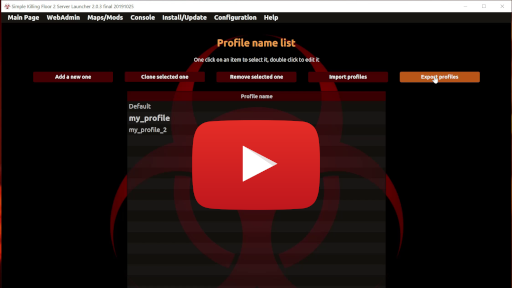 Simple Killing Floor 2 Server Launcher 2.0.3 final 20191023
Main Page WebAdmin Maps/Mods Console Install/Update Configuration Help
Profile name list
One click on an item to select it, double click to edit it
Add a new one Clone selected one Remove selected one Import profiles Export profiles
Profile name
Default
my_profile
my_profile_2